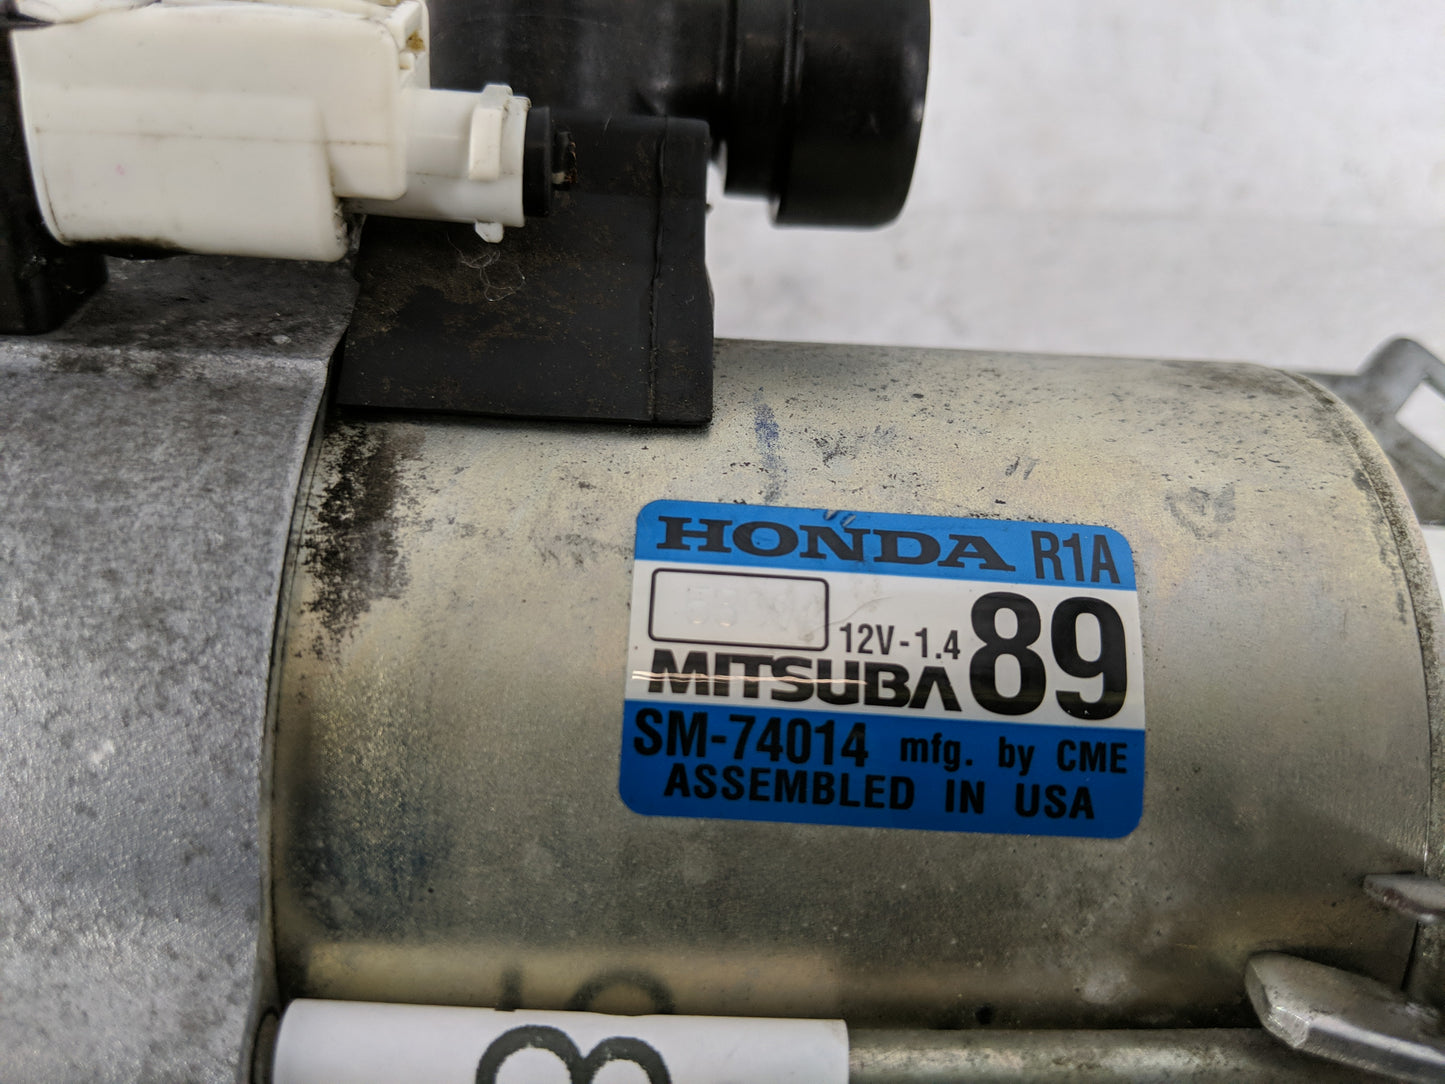 HONDA R1A
12V-1.4 89
MITSUBA
SM-74014 mfg. by CME
ASSEMBLED IN USA